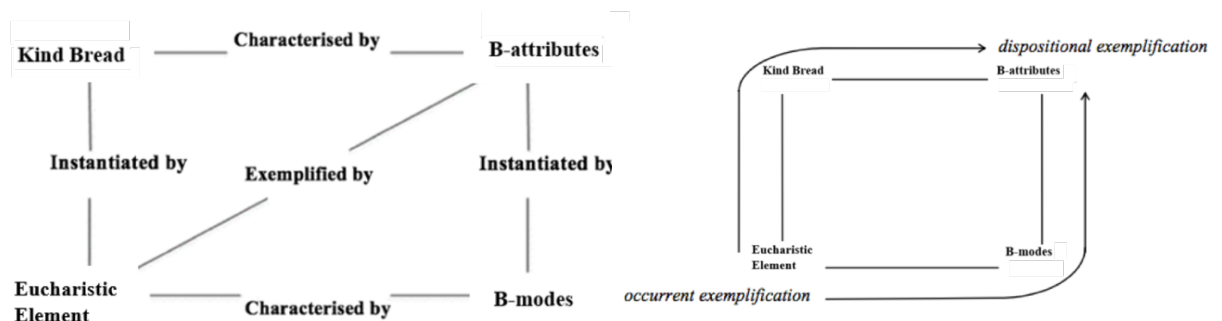 Kind Bread
Characterised by
B-attributes
Instantiated by
Exemplified by
Instantiated by
Eucharistic
Element
Characterised by
B-modes
dispositional exemplification
Kind Bread
B-attributes
Eucharistic
Element
B-modes
occurrent exemplification